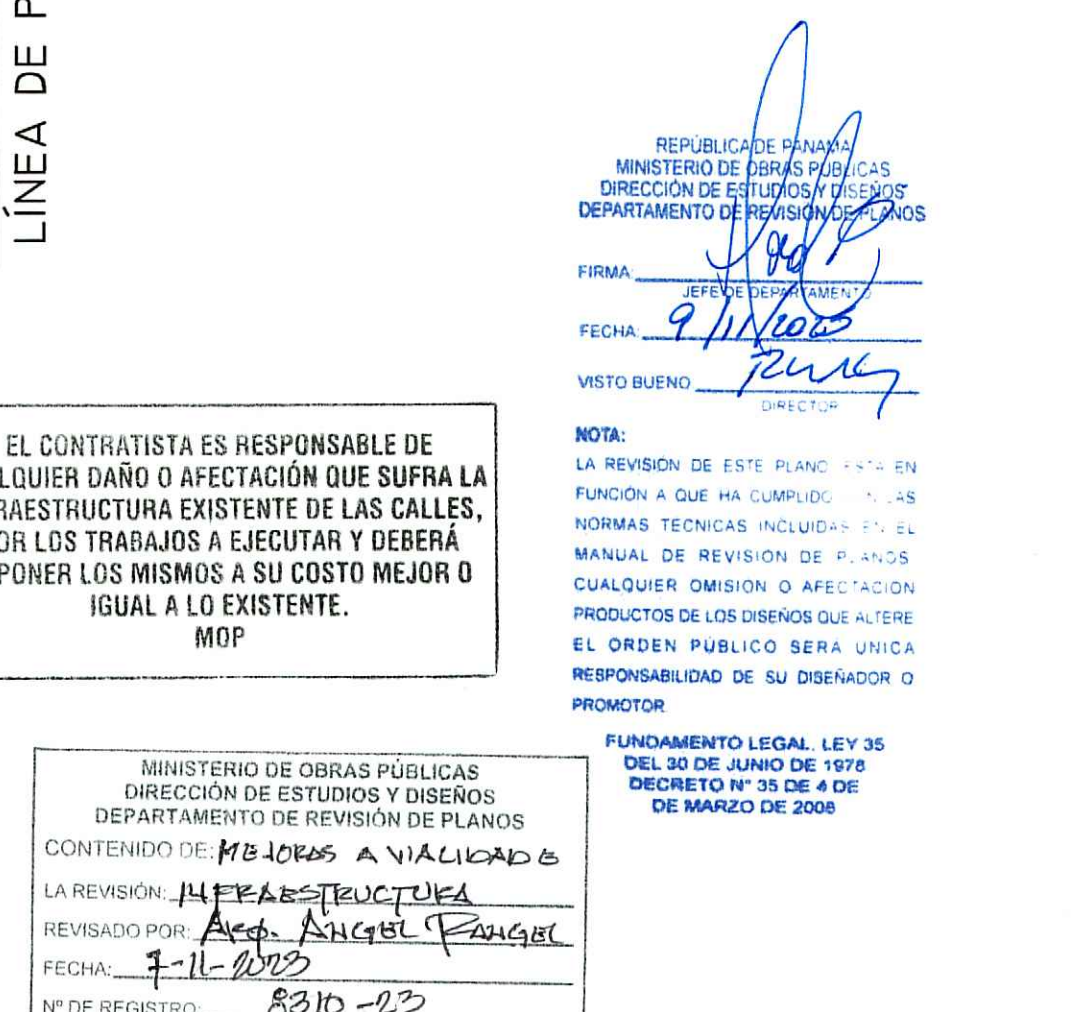 LÍNEA DE P
REPÚBLICA DE PANAMA
MINISTERIO DE OBRAS PÚBLICAS
DIRECCIÓN DE ESTUDIOS Y DISEÑOS
DEPARTAMENTO DE REVISIÓN DE PLANOS
FIRMA:
JEFE DE DEPARTAMENTO
FECHA: 9/11/2023
VISTO BUENO
DIRECTOR
NOTA:
LA REVISIÓN DE ESTE PLANO ESTA EN
FUNCIÓN A QUE HA CUMPLIDO LAS
NORMAS TECNICAS INCLUIDAS EN EL
MANUAL DE REVISION DE PLANOS
CUALQUIER OMISION O AFECTACION
PRODUCTOS DE LOS DISEÑOS QUE ALTERE
EL ORDEN PÚBLICO SERA UNICA
RESPONSABILIDAD DE SU DISEÑADOR O
PROMOTOR
FUNDAMENTO LEGAL. LEY 35
DEL 30 DE JUNIO DE 1978
DECRETO N° 35 DE 4 DE
DE MARZO DE 2008
EL CONTRATISTA ES RESPONSABLE DE
LQUIER DAÑO O AFECTACIÓN QUE SUFRA LA
RAESTRUCTURA EXISTENTE DE LAS CALLES,
OR LOS TRABAJOS A EJECUTAR Y DEBERÁ
PONER LOS MISMOS A SU COSTO MEJOR O
IGUAL A LO EXISTENTE.
MOP
MINISTERIO DE OBRAS PÚBLICAS
DIRECCIÓN DE ESTUDIOS Y DISEÑOS
DEPARTAMENTO DE REVISIÓN DE PLANOS
CONTENIDO DE: MEJORAS A VIALIDAD E
LA REVISIÓN: INFRAESTRUCTURA
REVISADO POR: ARQ. ANGEL RANGEL
FECHA: 7-11-2023
Nº DE REGISTRO: 8310-23